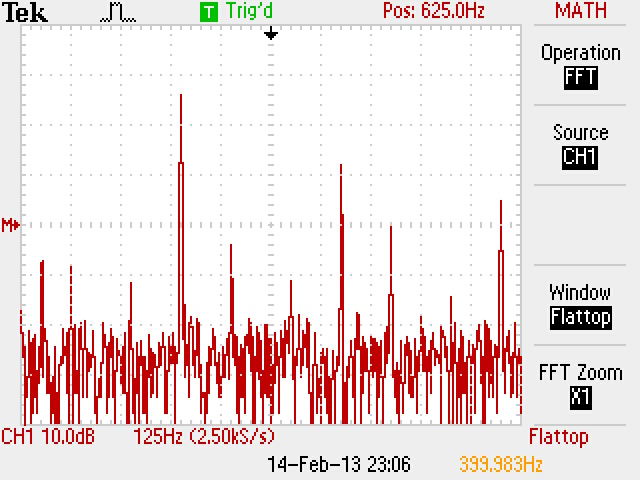 Tek T Trig'd Pos: 625.0Hz MATH
Operation
FFT
Source
CH1
M
Window
Flattop
FFT Zoom
X1
CH1 10.0dB 125Hz (2.50kS/s) Flattop
14-Feb-13 23:06 399.983Hz